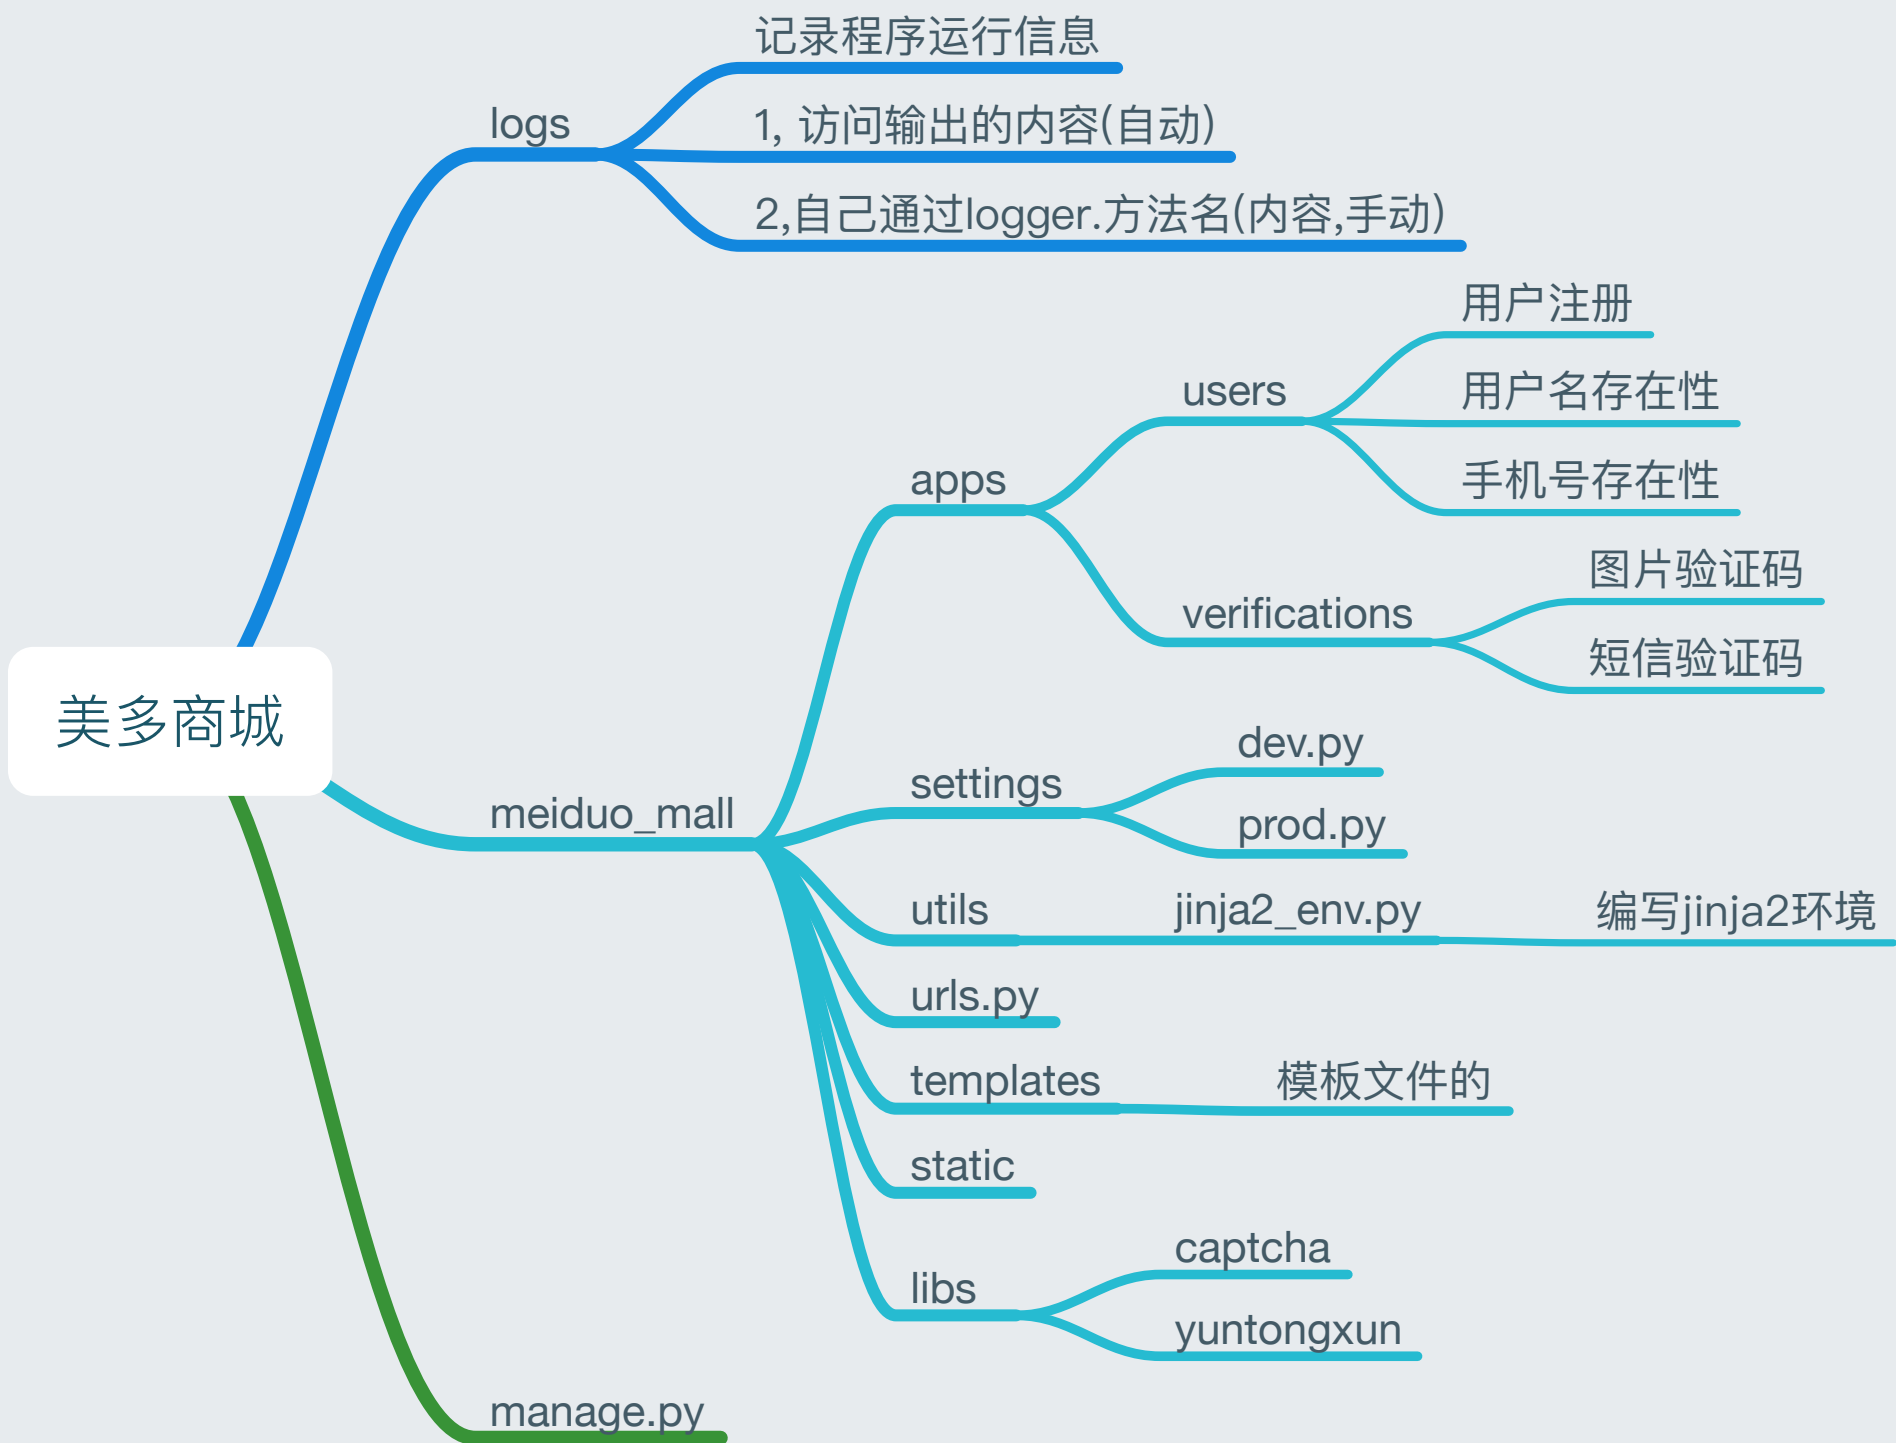 记录程序运行信息
logs
1, 访问输出的内容(自动)
2,自己通过logger.方法名(内容,手动)
用户注册
users
用户名存在性
apps
手机号存在性
图片验证码
verifications
短信验证码
美多商城
dev.py
settings
meiduo_mall
prod.py
utils
jinja2_env.py
编写jinja2环境
urls.py
templates
模板文件的
static
captcha
libs
yuntongxun
manage.py